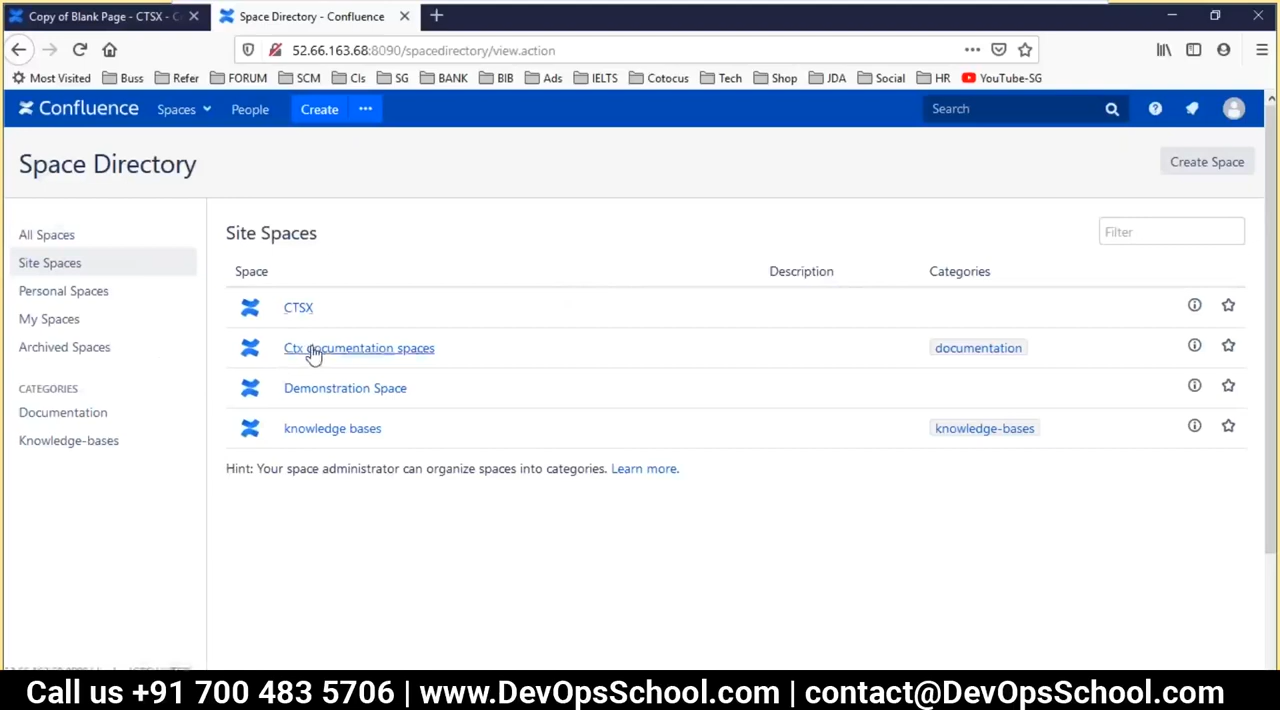 Copy of Blank Page - CTSX - C
Space Directory - Confluence
52.66.163.68:8090/spacedirectory/view.action
Most Visited Buss Refer FORUM SCM CIs SG BANK BIB Ads IELTS Cotocus Tech Shop JDA Social HR YouTube-SG
Confluence Spaces People Create ••• Search
Space Directory
Create Space
All Spaces
Site Spaces
Personal Spaces
My Spaces
Archived Spaces
CATEGORIES
Documentation
Knowledge-bases
Site Spaces
Filter
Space Description Categories
CTSX
Ctx documentation spaces documentation
Demonstration Space
knowledge bases knowledge-bases
Hint: Your space administrator can organize spaces into categories. Learn more.
Call us +91 700 483 5706 | www.DevOpsSchool.com | contact@DevOpsSchool.com